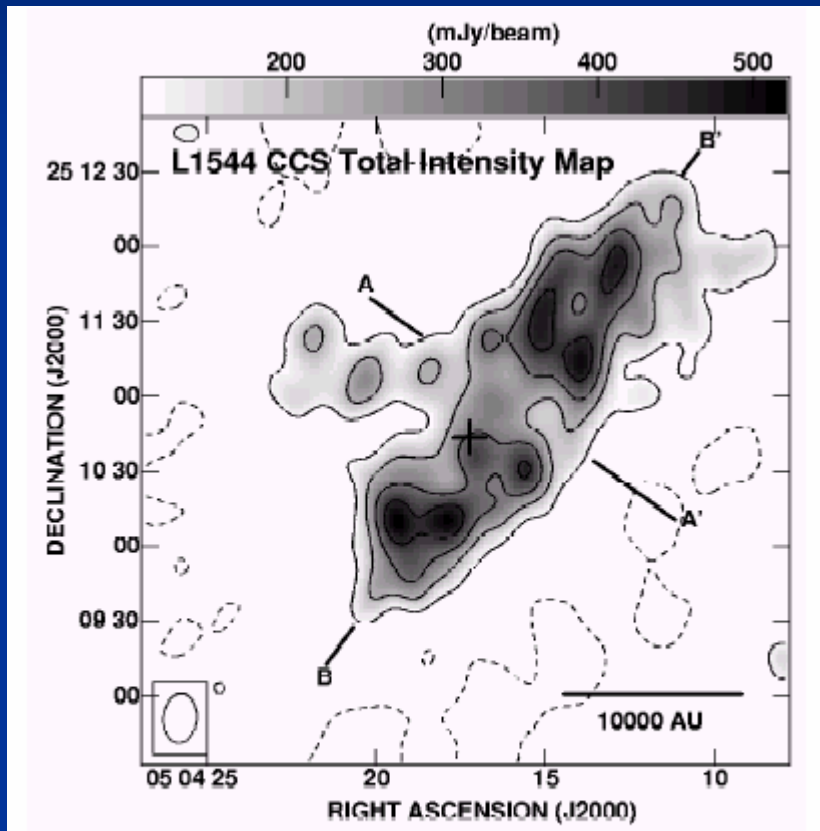 (mJy/beam)
200 300 400 500
L1544 CCS Total Intensity Map
B'
25 12 30
00
A
11 30
00
10 30
A'
00
09 30
B
00
10000 AU
05 04 25 20 15 10
DECLINATION (J2000)
RIGHT ASCENSION (J2000)